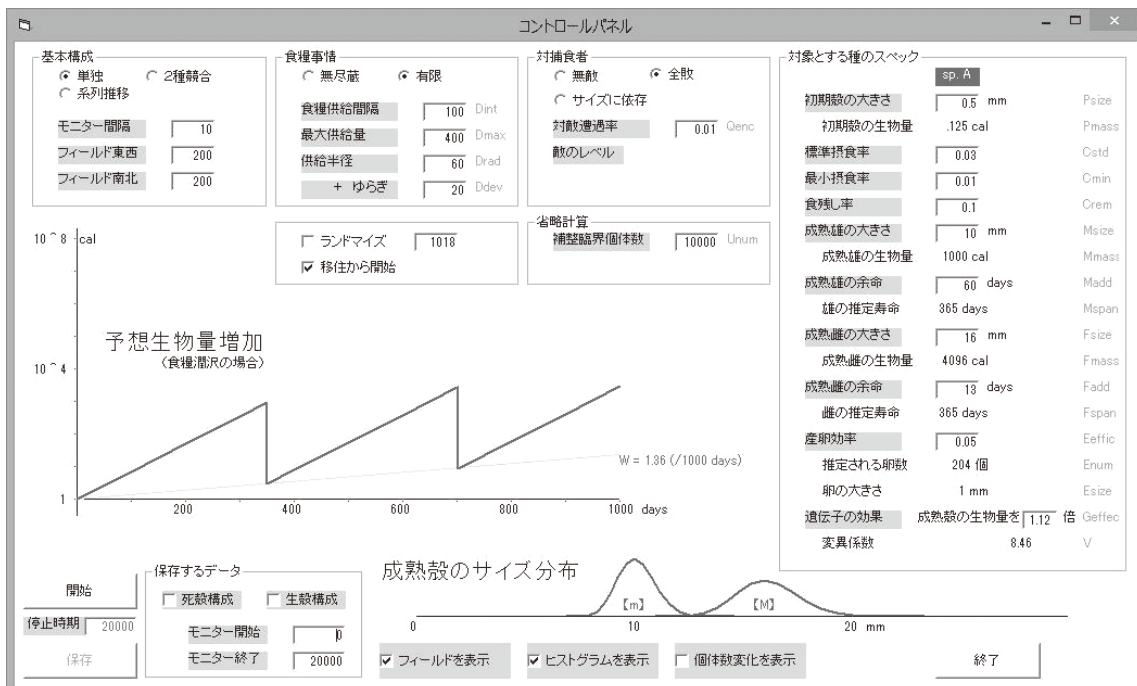 コントロールパネル
基本構成
単独
2種競合
系列推移
モニター間隔 10
フィールド東西 200
フィールド南北 200
食糧事情
無尽蔵
有限
食糧供給間隔 100 Dint
最大供給量 400 Dmax
供給半径 60 Drad
+ ゆらぎ 20 Ddev
対捕食者
無敵
全敗
サイズに依存
対敵遭遇率 0.01 Qenc
敵のレベル
ランドマイズ 1018
移住から開始
省略計算
補整臨界個体数 10000 Unum
対象とする種のスペック
sp. A
初期殻の大きさ 0.5 mm Psize
初期殻の生物量 .125 cal Pmass
標準摂食率 0.03 Cstd
最小摂食率 0.01 Cmin
食残し率 0.1 Crem
成熟雄の大きさ 10 mm Msize
成熟雄の生物量 1000 cal Mmass
成熟雄の余命 60 days Madd
雄の推定寿命 365 days Mspan
成熟雌の大きさ 16 mm Fsize
成熟雌の生物量 4096 cal Fmass
成熟雌の余命 13 days Fadd
雌の推定寿命 365 days Fspan
産卵効率 0.05 Eeffic
推定される卵数 204 個 Enum
卵の大きさ 1 mm Esize
遺伝子の効果 成熟殻の生物量を 1.12 倍 Geffec
変異係数 8.46 V
10^8 cal
予想生物量増加
(食糧潤沢の場合)
10^4
W = 1.36 (/1000 days)
1
200 400 600 800 1000 days
開始
停止時期 20000
保存
保存するデータ
死殻構成
生殻構成
モニター開始 0
モニター終了 20000
成熟殻のサイズ分布
【m】 【M】
0 10 20 mm
フィールドを表示
ヒストグラムを表示
個体数変化を表示
終了